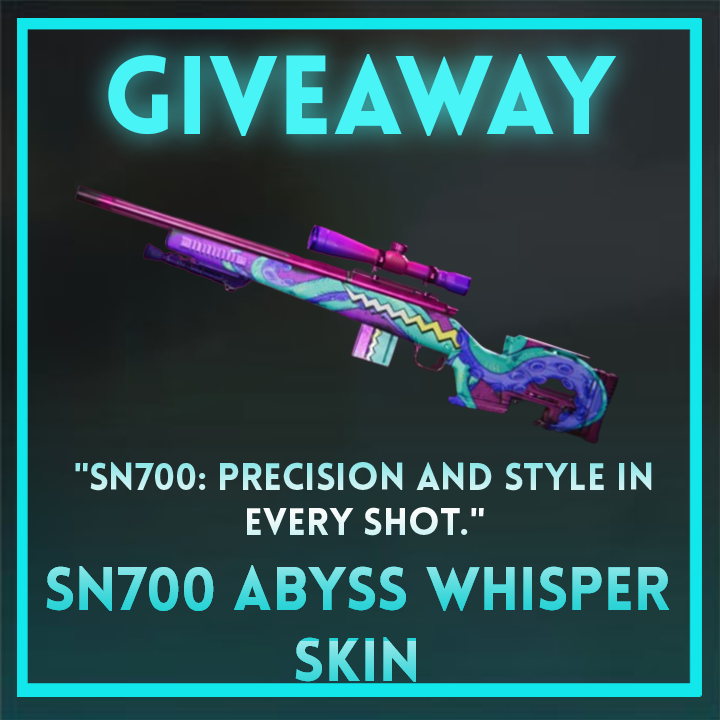 GIVEAWAY
"SN700: PRECISION AND STYLE IN
EVERY SHOT."
SN700 ABYSS WHISPER
SKIN